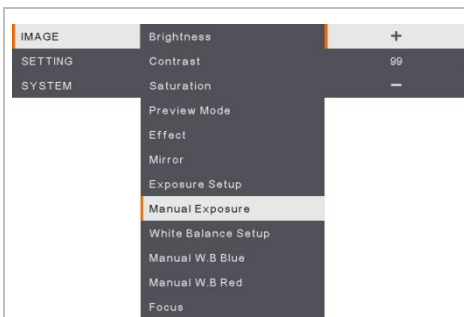 IMAGE
SETTING
SYSTEM
Brightness
Contrast
Saturation
Preview Mode
Effect
Mirror
Exposure Setup
Manual Exposure
White Balance Setup
Manual W.B Blue
Manual W.B Red
Focus
+
99
−